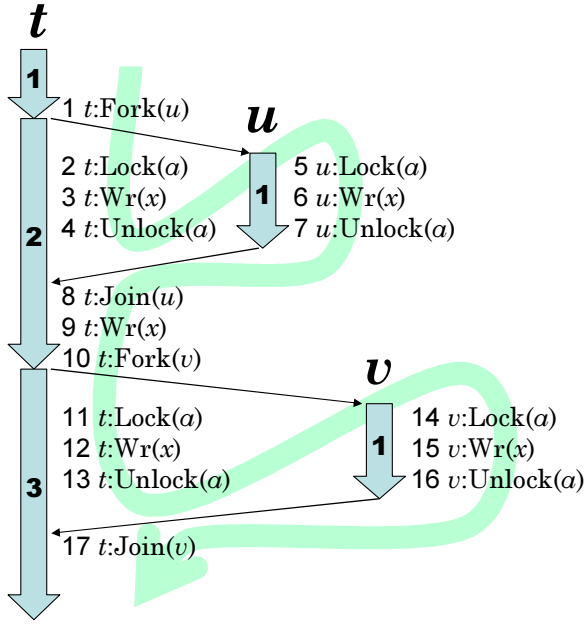 t
1
1 t:Fork(u)
u
2 t:Lock(a)
3 t:Wr(x)
4 t:Unlock(a)
1
5 u:Lock(a)
6 u:Wr(x)
7 u:Unlock(a)
2
8 t:Join(u)
9 t:Wr(x)
10 t:Fork(v)
v
11 t:Lock(a)
12 t:Wr(x)
13 t:Unlock(a)
1
14 v:Lock(a)
15 v:Wr(x)
16 v:Unlock(a)
3
17 t:Join(v)